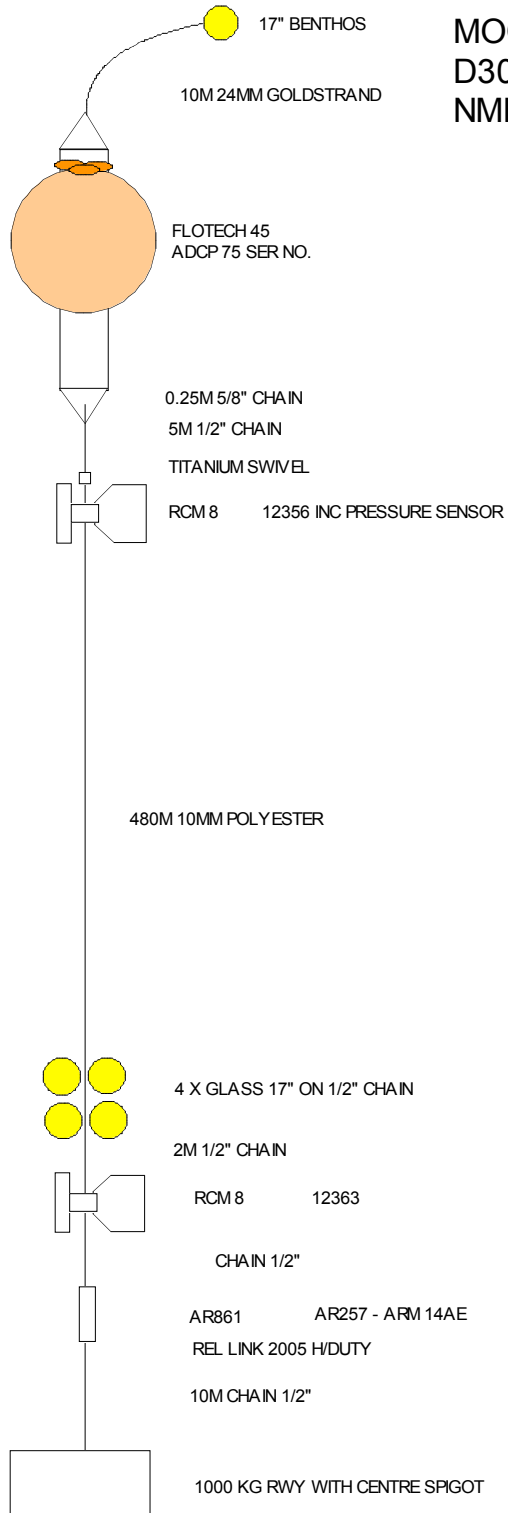 17" BENTHOS
10M 24MM GOLDSTRAND
FLOTECH 45
ADCP 75 SER NO.
0.25M 5/8" CHAIN
5M 1/2" CHAIN
TITANIUM SWIVEL
RCM 8 12356 INC PRESSURE SENSOR
480M 10MM POLYESTER
4 X GLASS 17" ON 1/2" CHAIN
2M 1/2" CHAIN
RCM 8 12363
CHAIN 1/2"
AR861 AR257 - ARM 14AE
REL LINK 2005 H/DUTY
10M CHAIN 1/2"
1000 KG RWY WITH CENTRE SPIGOT